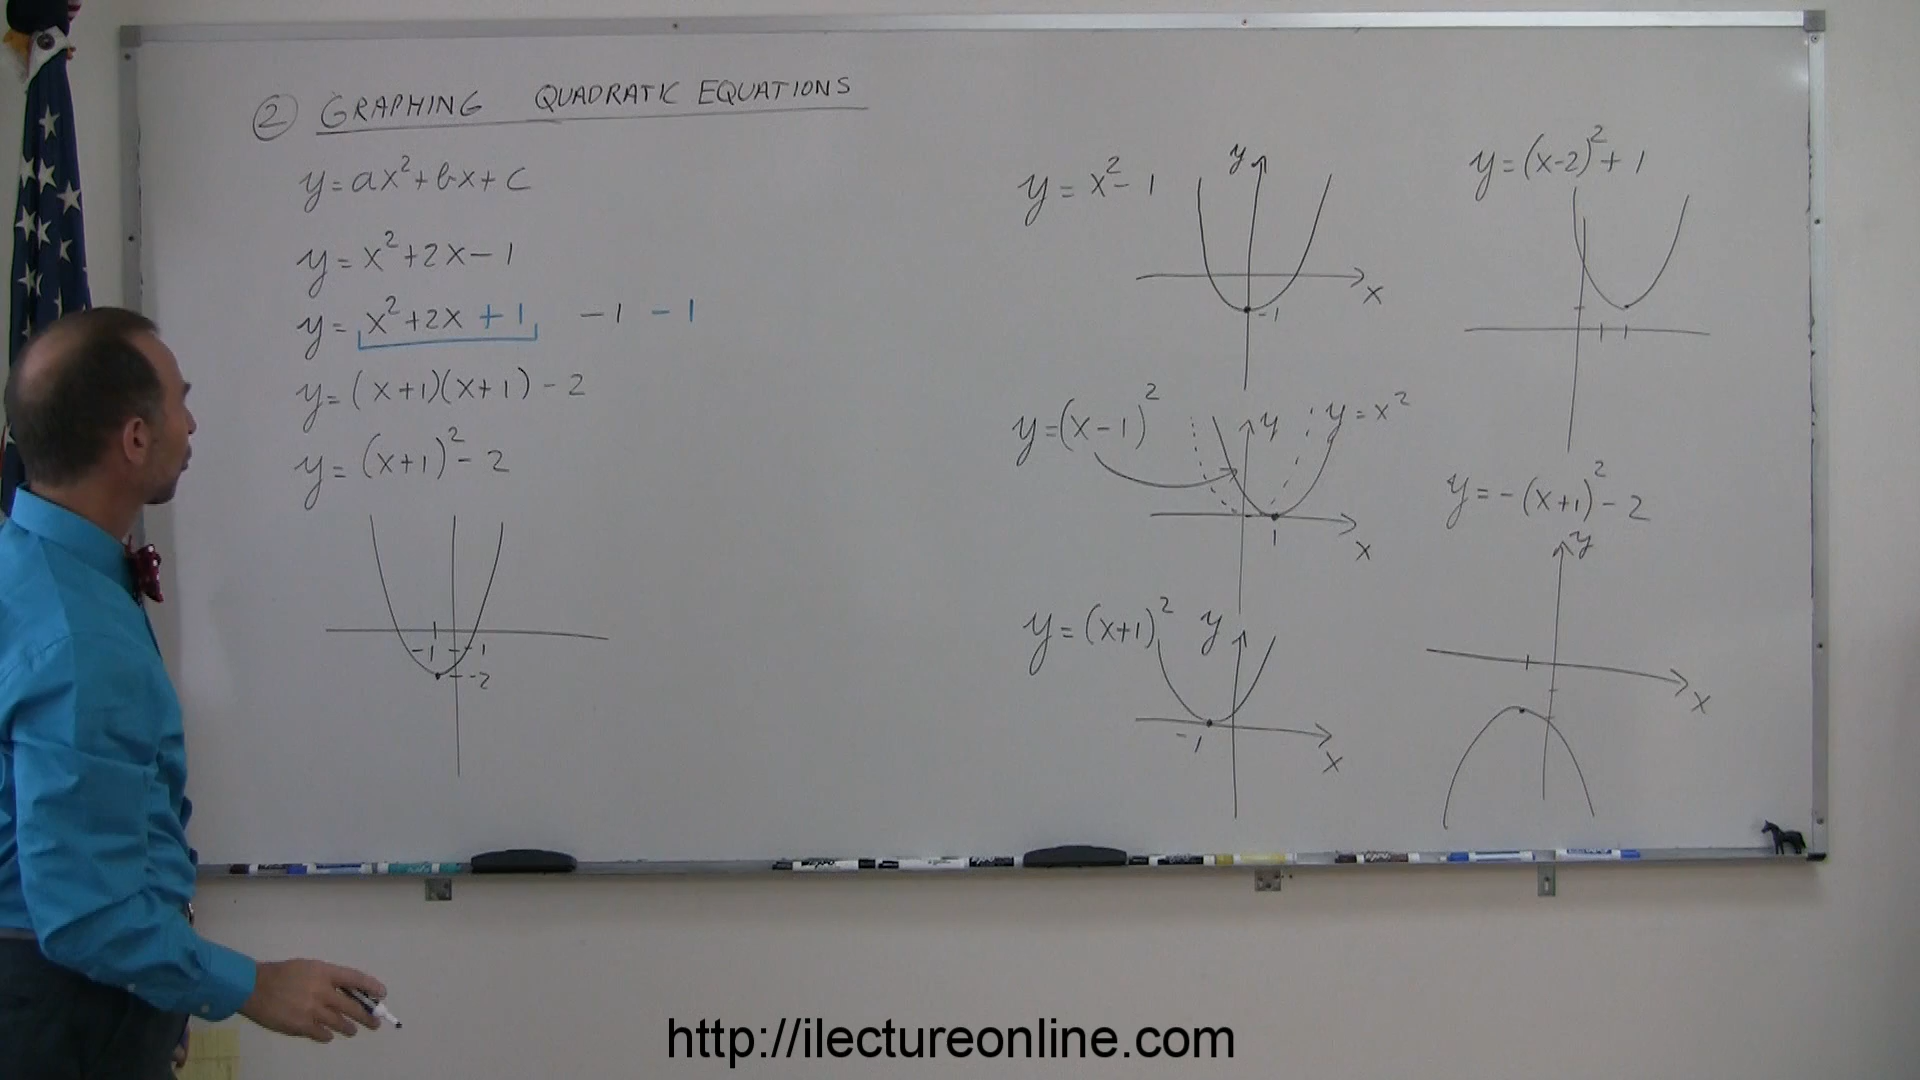 ② GRAPHING QUADRATIC EQUATIONS
y = ax² + bx + c
y = x² + 2x - 1
y = x² + 2x + 1 - 1 - 1
y = (x + 1)(x + 1) - 2
y = (x + 1)² - 2
-1 -1
-2
y = x² - 1
y
x
-1
y = (x - 1)²
y
y = x²
1
x
y = (x + 1)²
y
-1
x
y = (x - 2)² + 1
y = -(x + 1)² - 2
y
x
http://ilectureonline.com